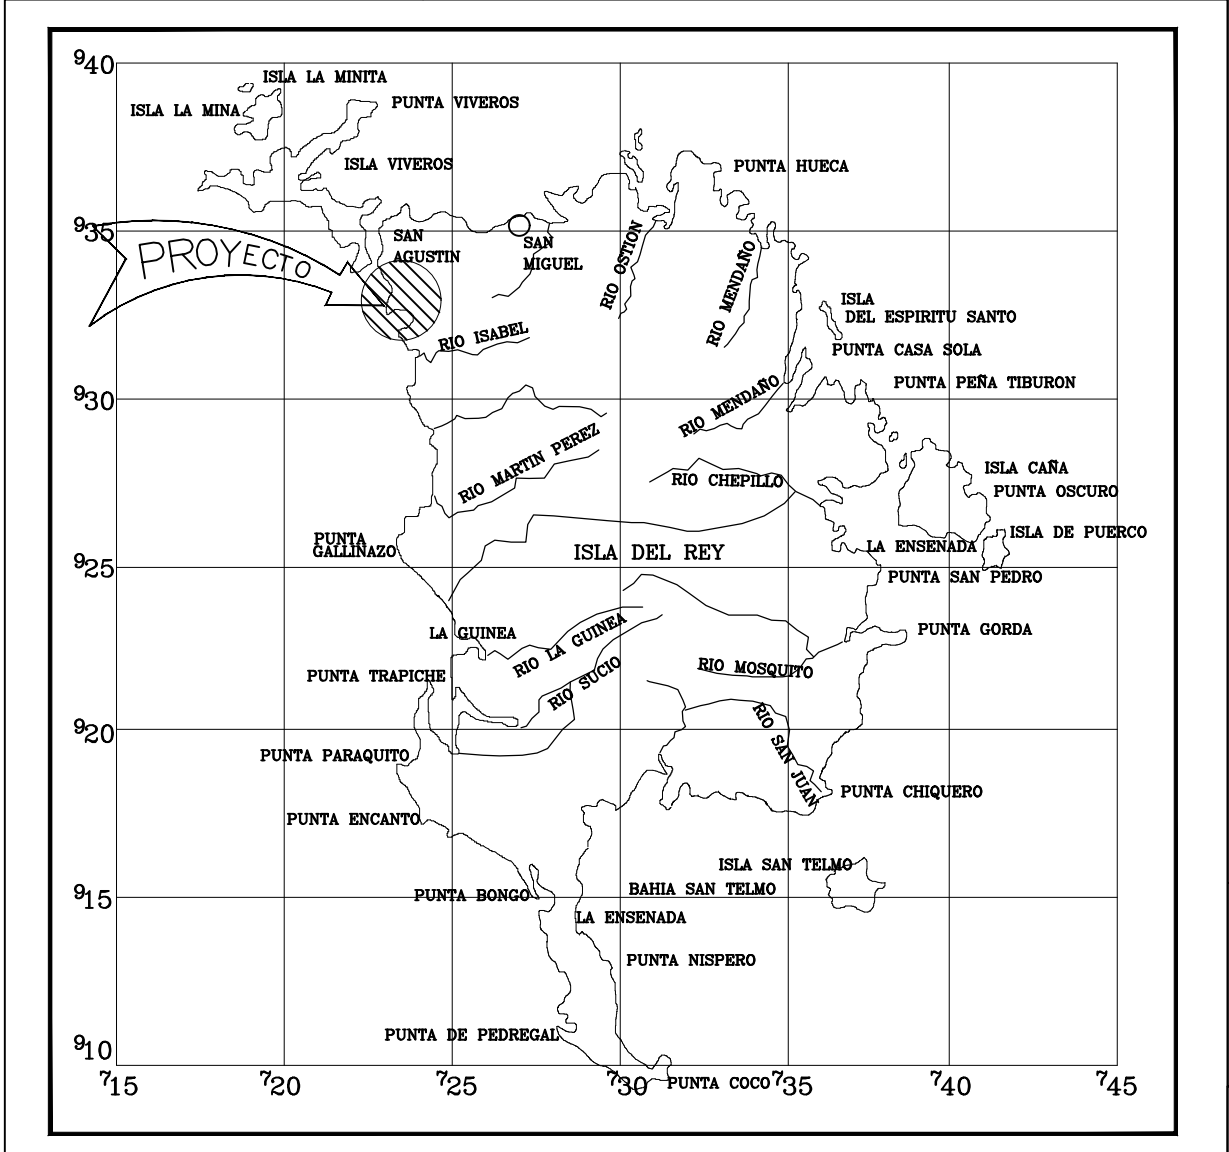 940
ISLA LA MINITA
ISLA LA MINA
PUNTA VIVEROS
ISLA VIVEROS
PUNTA HUECA
935
PROYECTO
SAN
AGUSTIN
SAN
MIGUEL
RIO OSTION
RIO MENDAÑO
ISLA
DEL ESPIRITU SANTO
RIO ISABEL
PUNTA CASA SOLA
PUNTA PEÑA TIBURON
930
RIO MENDAÑO
RIO MARTIN PEREZ
RIO CHEPILLO
ISLA CAÑA
PUNTA OSCURO
ISLA DE PUERCO
PUNTA
GALLINAZO
LA ENSENADA
ISLA DEL REY
925
PUNTA SAN PEDRO
LA GUINEA
RIO LA GUINEA
PUNTA GORDA
PUNTA TRAPICHE
RIO SUCIO
RIO MOSQUITO
920
RIO SAN JUAN
PUNTA PARAQUITO
PUNTA CHIQUERO
PUNTA ENCANTO
ISLA SAN TELMO
BAHIA SAN TELMO
915
PUNTA BONGO
LA ENSENADA
PUNTA NISPERO
PUNTA DE PEDREGAL
910
PUNTA COCO
715
720
725
730
735
740
745